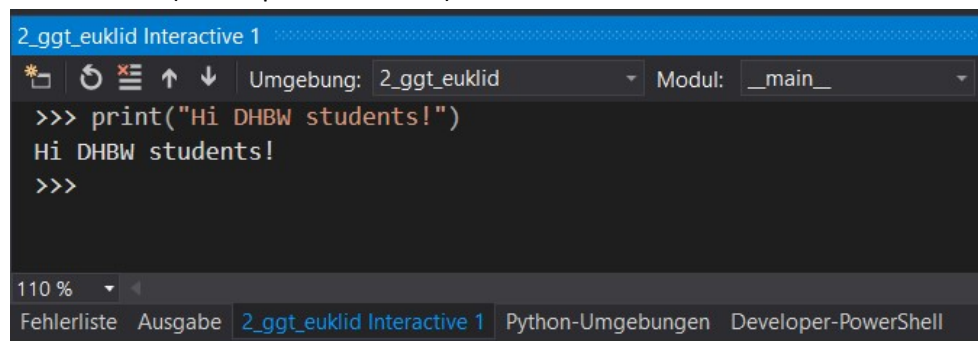 2_ggt_euklid Interactive 1
Umgebung: 2_ggt_euklid Modul: __main__
>>> print("Hi DHBW students!")
Hi DHBW students!
>>>
110 %
Fehlerliste Ausgabe 2_ggt_euklid Interactive 1 Python-Umgebungen Developer-PowerShell